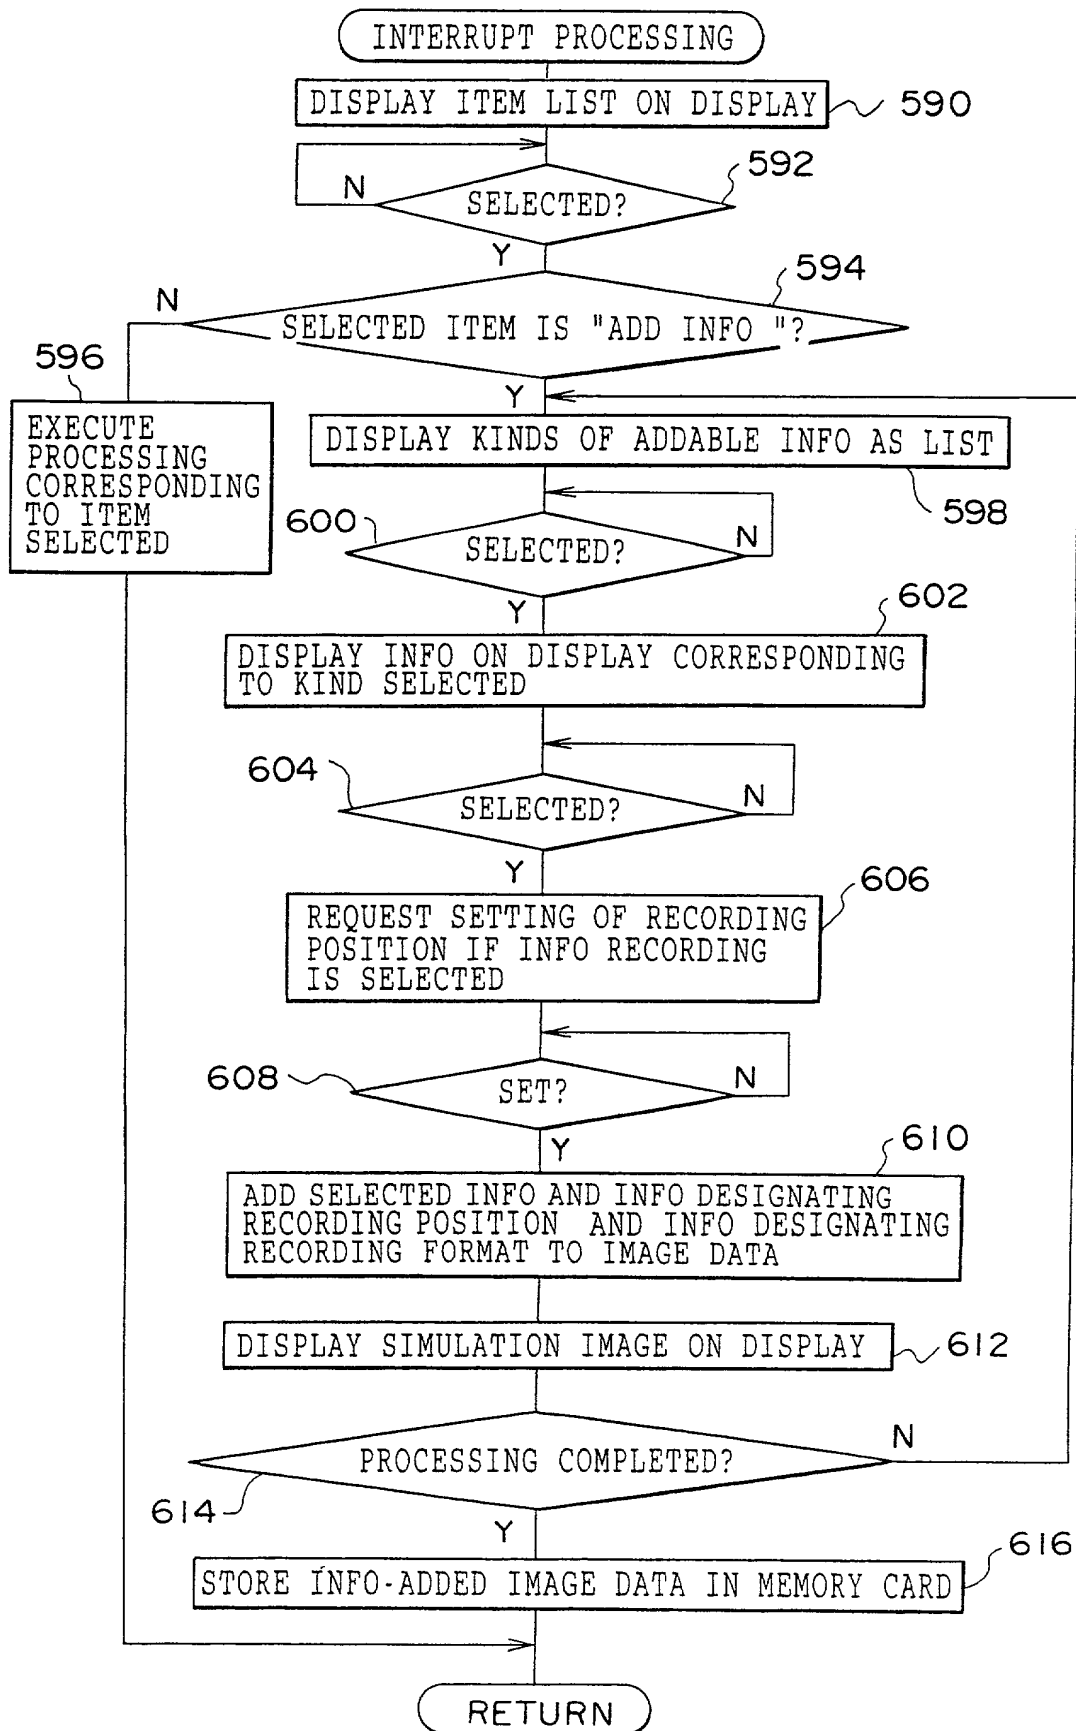 INTERRUPT PROCESSING
DISPLAY ITEM LIST ON DISPLAY
590
592
N
SELECTED?
Y
594
N
SELECTED ITEM IS "ADD INFO "?
596
Y
EXECUTE
PROCESSING
CORRESPONDING
TO ITEM
SELECTED
DISPLAY KINDS OF ADDABLE INFO AS LIST
598
600
SELECTED?
N
Y
602
DISPLAY INFO ON DISPLAY CORRESPONDING
TO KIND SELECTED
604
SELECTED?
N
Y
606
REQUEST SETTING OF RECORDING
POSITION IF INFO RECORDING
IS SELECTED
608
SET?
N
Y
610
ADD SELECTED INFO AND INFO DESIGNATING
RECORDING POSITION AND INFO DESIGNATING
RECORDING FORMAT TO IMAGE DATA
DISPLAY SIMULATION IMAGE ON DISPLAY
612
N
PROCESSING COMPLETED?
614
Y
616
STORE INFO-ADDED IMAGE DATA IN MEMORY CARD
RETURN